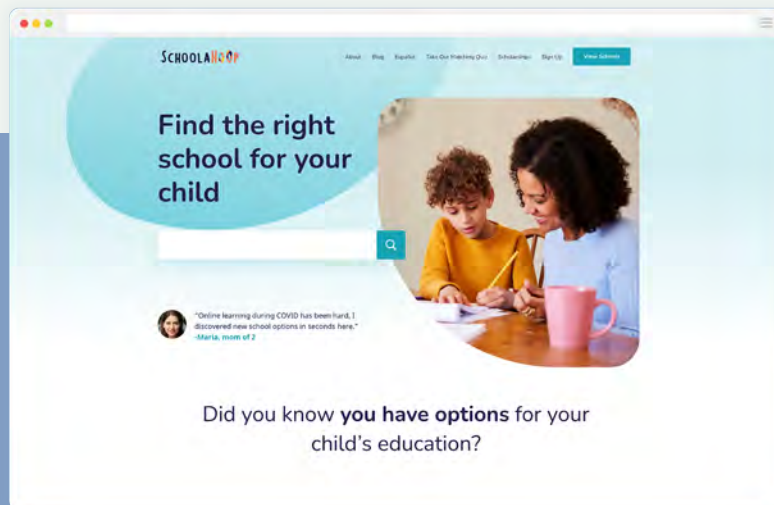 SCHOOLAHOOP
About Blog Español Take Our Matching Quiz Scholarships Sign Up View Schools
Find the right
school for your
child
"Online learning during COVID has been hard, I
discovered new school options in seconds here."
-Maria, mom of 2
Did you know you have options for your
child's education?